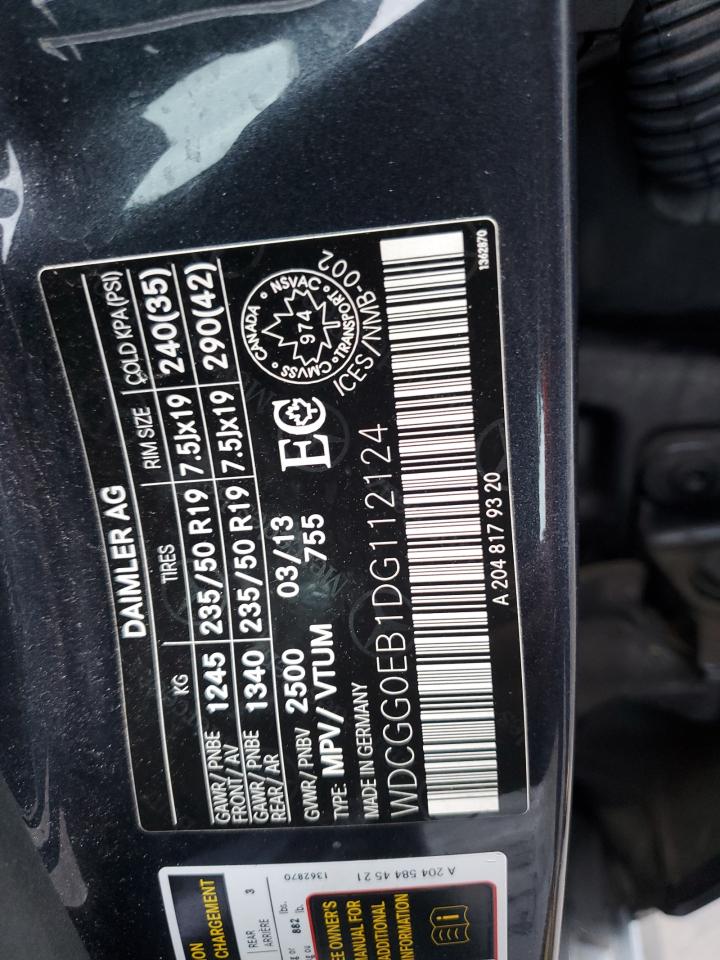 DAIMLER AG
KG TIRES RIM SIZE COLD KPA(PSI)
GAWR/ PNBE FRONT/ AV 1245 235/50 R19 7.5Jx19 240(35)
GAWR/ PNBE REAR/ AR 1340 235/50 R19 7.5Jx19 290(42)
GVWR/ PNBV 2500 03/13
TYPE: MPV/ VTUM 755
EC
CANADA • NSVAC • TRANSPORT • CMVSS •
974
ICES/NMB-002
MADE IN GERMANY
WDCGG0EB1DG112124
A 204 817 93 20
1362870
ON
CHARGEMENT
REAR
ARRIÈRE 3
or 882 lbs.
ou lb.
1362870
A 204 584 45 21
EE OWNER'S
MANUAL FOR
ADDITIONAL
INFORMATION